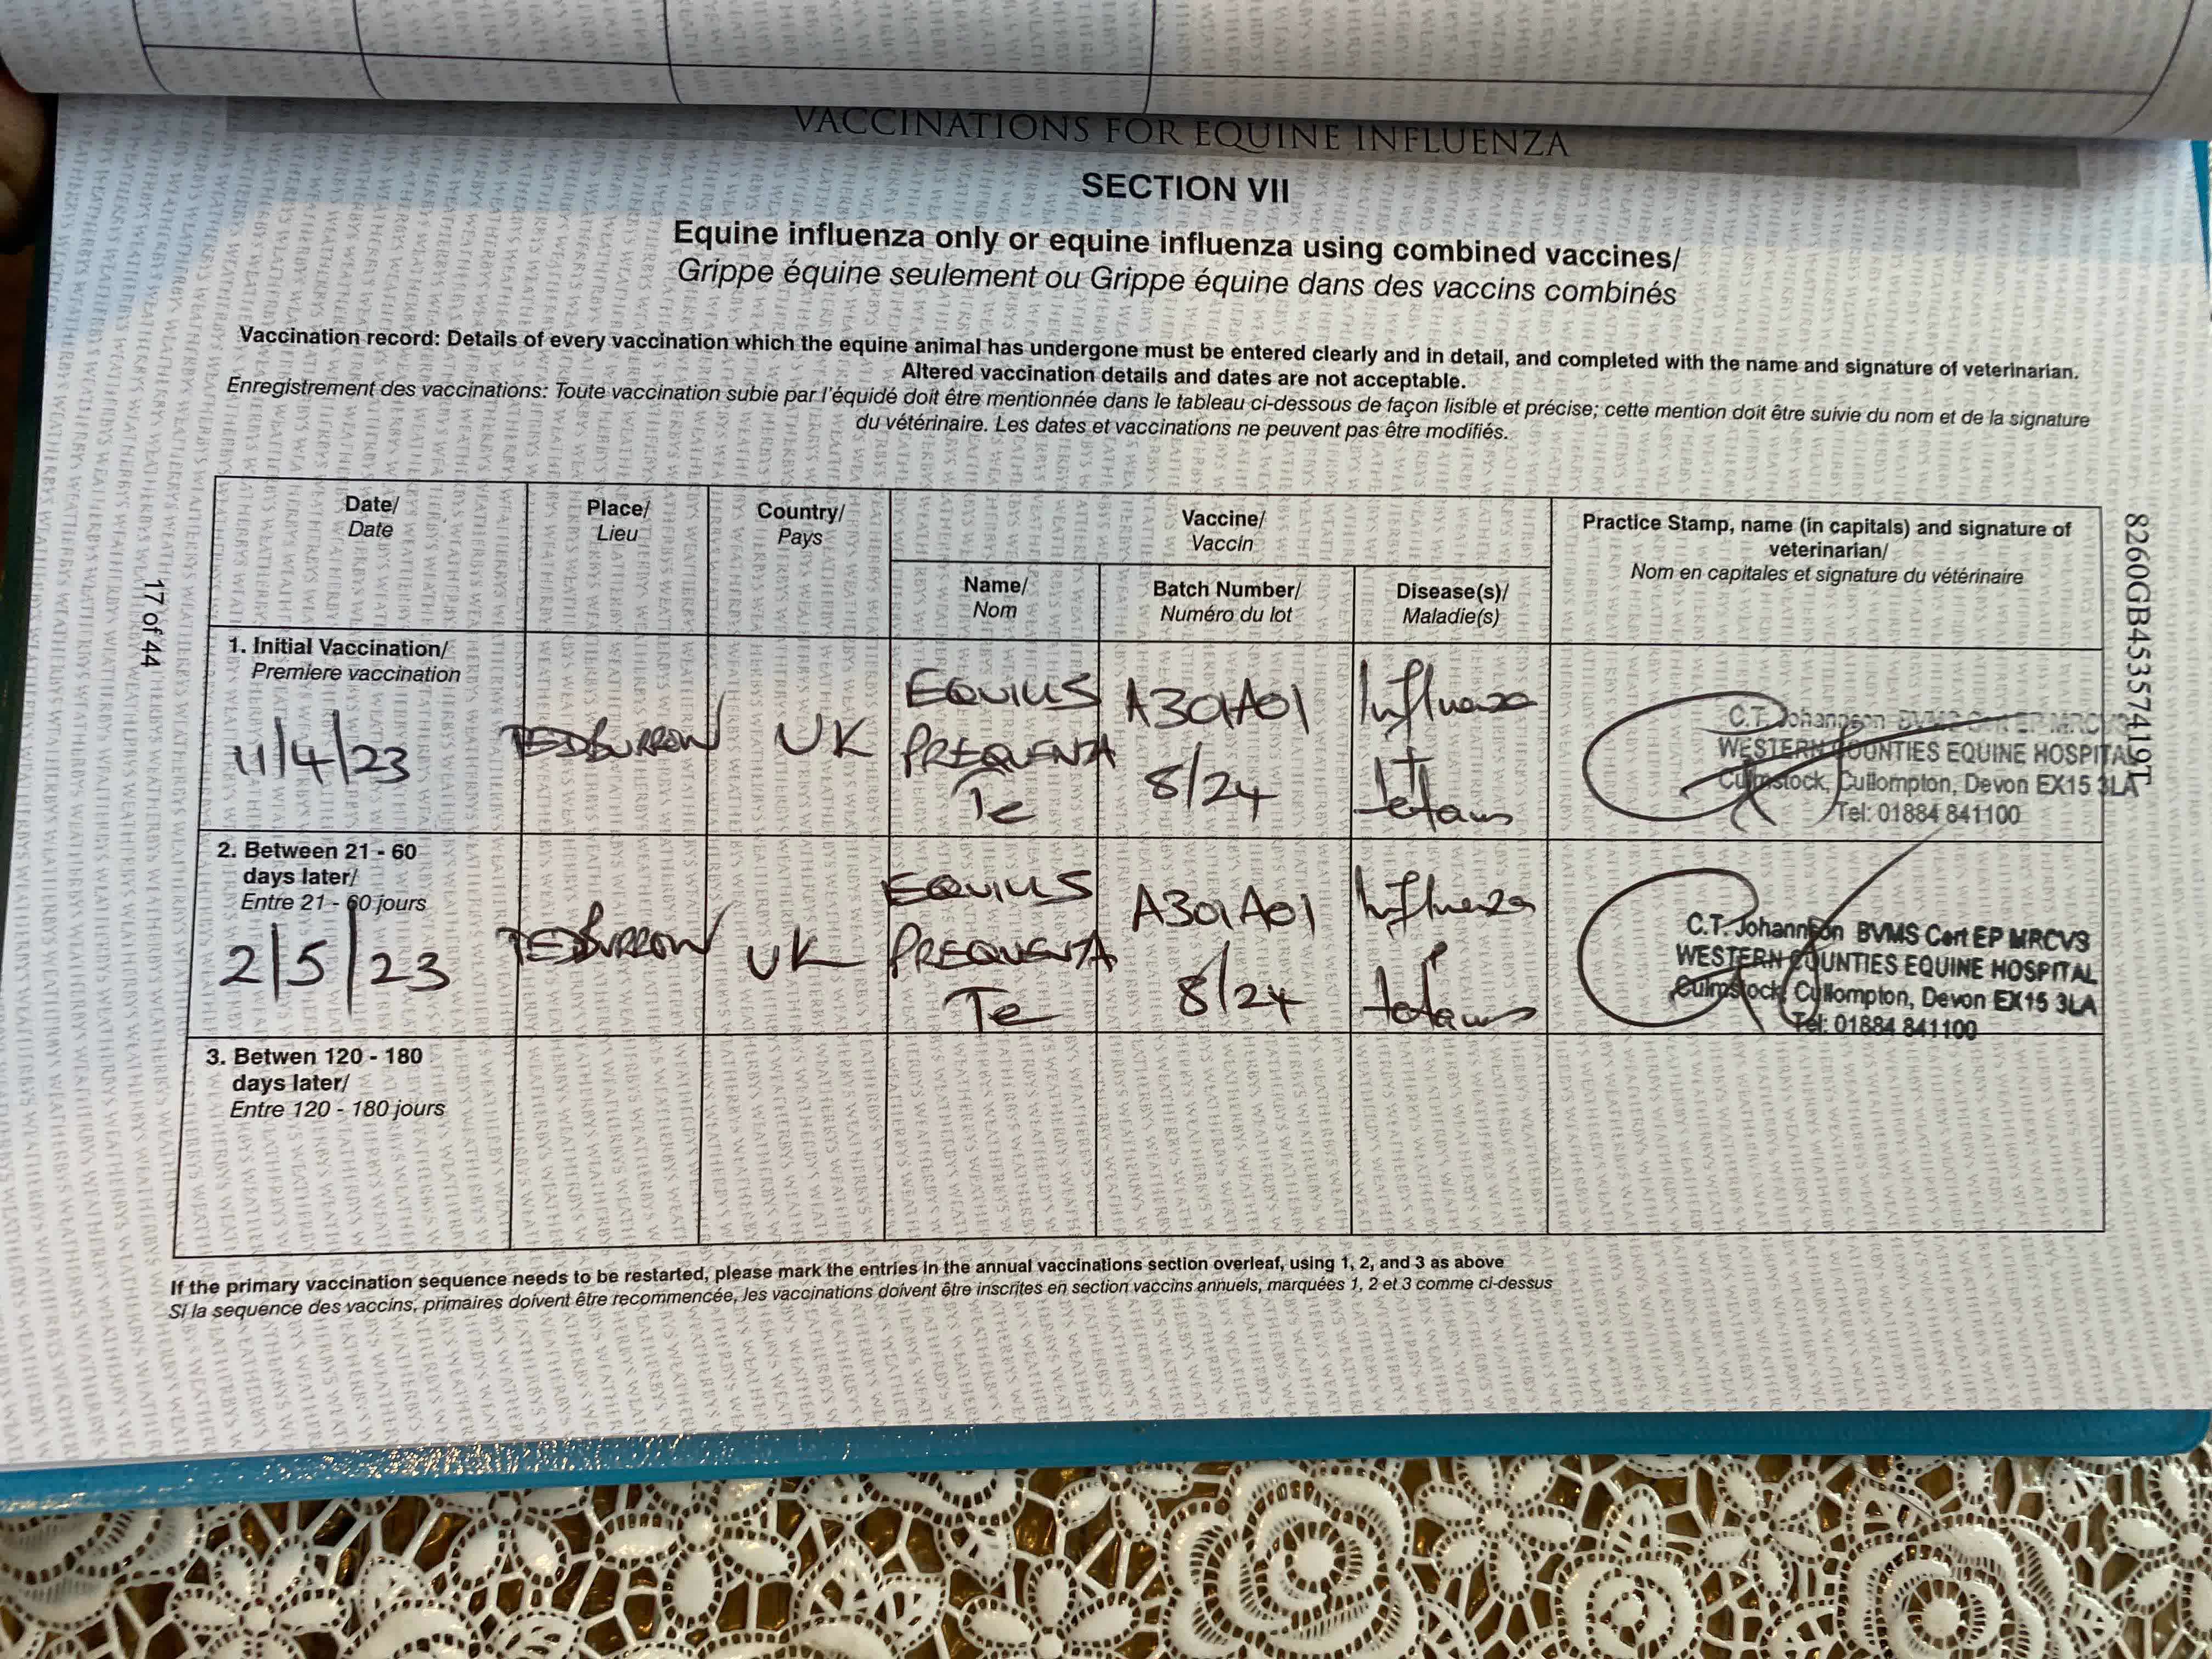 VACCINATIONS FOR EQUINE INFLUENZA
SECTION VII
Equine influenza only or equine influenza using combined vaccines/
Grippe équine seulement ou Grippe équine dans des vaccins combinés
Vaccination record: Details of every vaccination which the equine animal has undergone must be entered clearly and in detail, and completed with the name and signature of veterinarian.
Altered vaccination details and dates are not acceptable.
Enregistrement des vaccinations: Toute vaccination subie par l'équidé doit être mentionnée dans le tableau ci-dessous de façon lisible et précise; cette mention doit être suivie du nom et de la signature
du vétérinaire. Les dates et vaccinations ne peuvent pas être modifiés.
Date/
Date
Place/
Lieu
Country/
Pays
Vaccine/
Vaccin
Name/
Nom
Batch Number/
Numéro du lot
Disease(s)/
Maladie(s)
Practice Stamp, name (in capitals) and signature of
veterinarian/
Nom en capitales et signature du vétérinaire
1. Initial Vaccination/
Premiere vaccination
11/4/23
TEDBURROW
UK
EQUILIS
PREQUENZA
Te
A301A01
8/24
Influenza
+
tetanus
C.T. Johannson BVMS Cert EP MRCVS
WESTERN COUNTIES EQUINE HOSPITAL
Culmstock, Cullompton, Devon EX15 3LA
Tel: 01884 841100
2. Between 21 - 60
days later/
Entre 21 - 60 jours
2/5/23
TEDBURROW
UK
EQUILIS
PREQUENZA
Te
A301A01
8/24
Influenza
tetanus
C.T. Johannson BVMS Cert EP MRCVS
WESTERN COUNTIES EQUINE HOSPITAL
Culmstock, Cullompton, Devon EX15 3LA
Tel: 01884 841100
3. Betwen 120 - 180
days later/
Entre 120 - 180 jours
If the primary vaccination sequence needs to be restarted, please mark the entries in the annual vaccinations section overleaf, using 1, 2, and 3 as above
Si la sequence des vaccins, primaires doivent être recommencée, les vaccinations doivent être inscrites en section vaccins annuels, marquées 1, 2 et 3 comme ci-dessus
17 of 44
8260GB45357419T